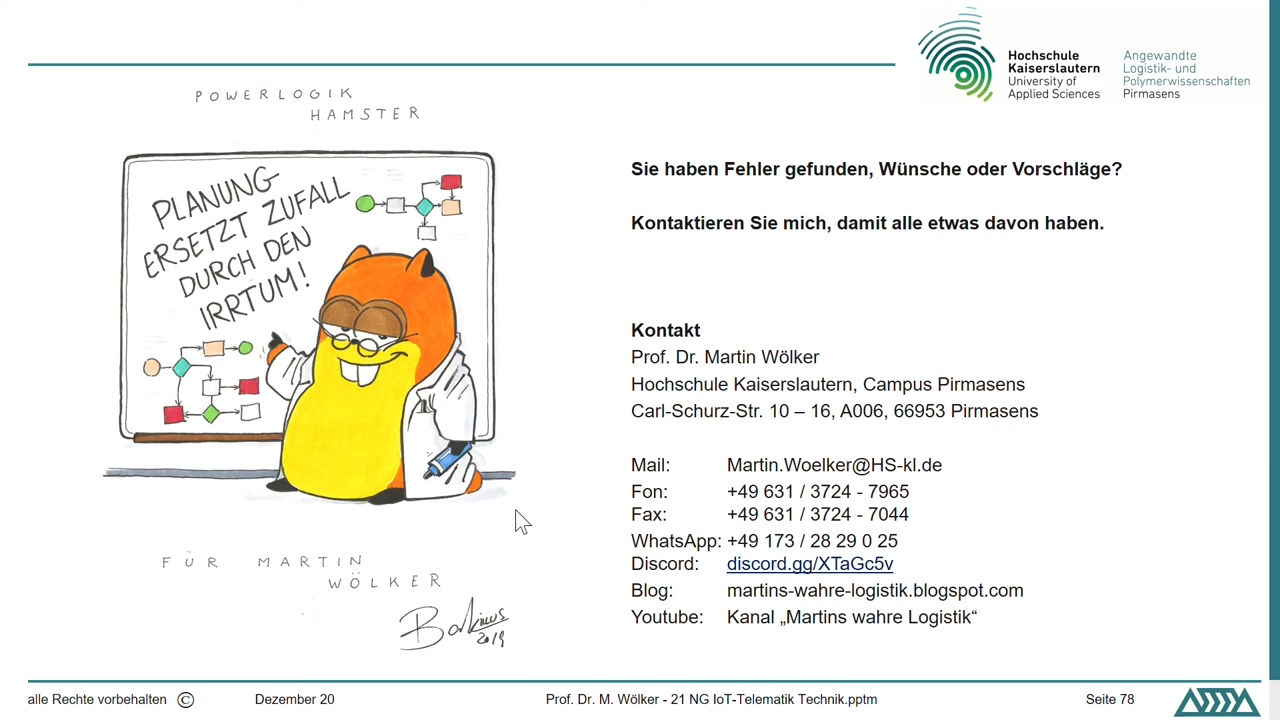 Hochschule
Kaiserslautern
University of
Applied Sciences
Angewandte
Logistik- und
Polymerwissenschaften
Pirmasens
POWERLOGIK
HAMSTER
PLANUNG
ERSETZT ZUFALL
DURCH DEN
IRRTUM!
FÜR MARTIN
WÖLKER
Barkinus
2019
Sie haben Fehler gefunden, Wünsche oder Vorschläge?
Kontaktieren Sie mich, damit alle etwas davon haben.
Kontakt
Prof. Dr. Martin Wölker
Hochschule Kaiserslautern, Campus Pirmasens
Carl-Schurz-Str. 10 – 16, A006, 66953 Pirmasens
Mail: Martin.Woelker@HS-kl.de
Fon: +49 631 / 3724 - 7965
Fax: +49 631 / 3724 - 7044
WhatsApp: +49 173 / 28 29 0 25
Discord: discord.gg/XTaGc5v
Blog: martins-wahre-logistik.blogspot.com
Youtube: Kanal „Martins wahre Logistik“
alle Rechte vorbehalten © Dezember 20 Prof. Dr. M. Wölker - 21 NG IoT-Telematik Technik.pptm Seite 78